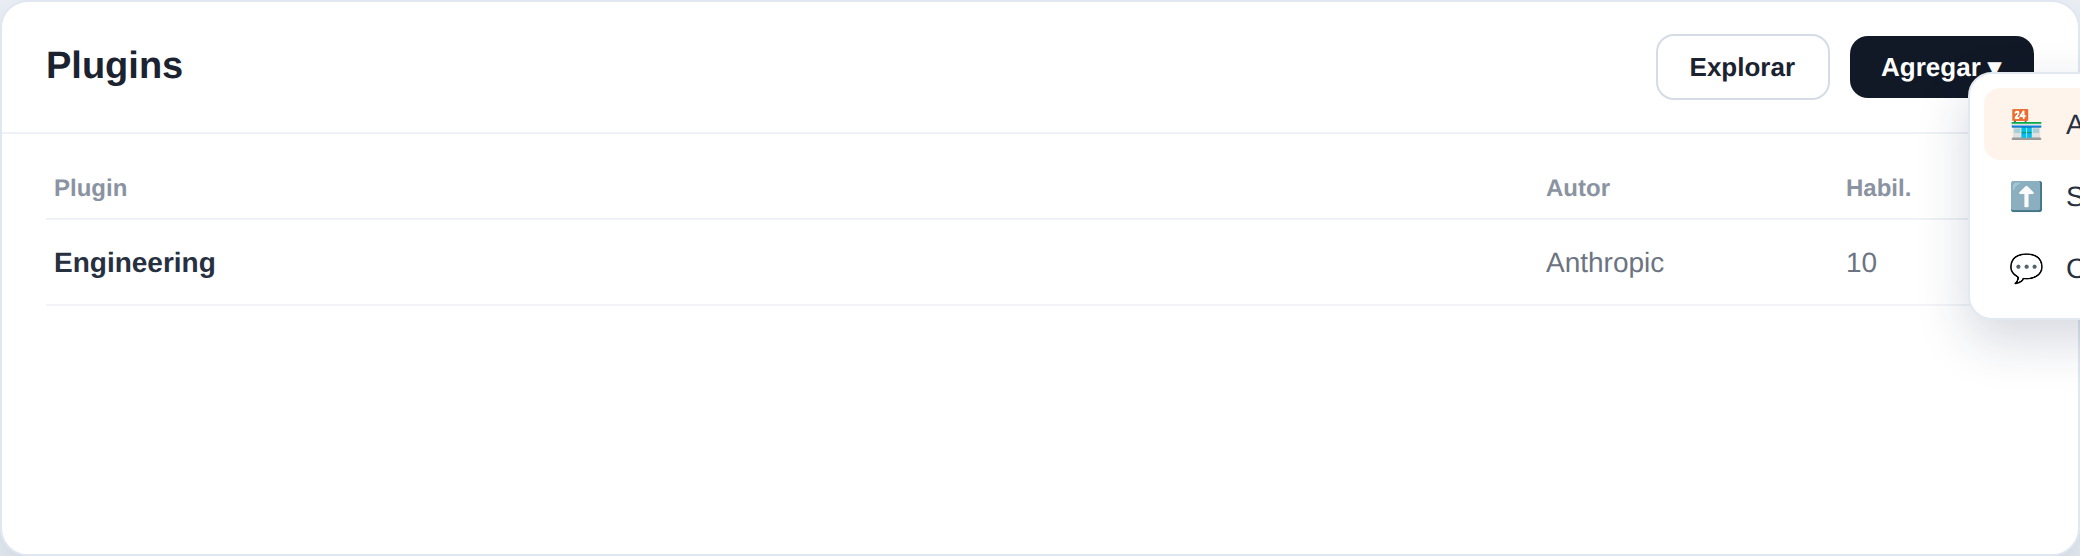 Plugins
Explorar
Agregar ▾
Plugin Autor Habil.
Engineering Anthropic 10